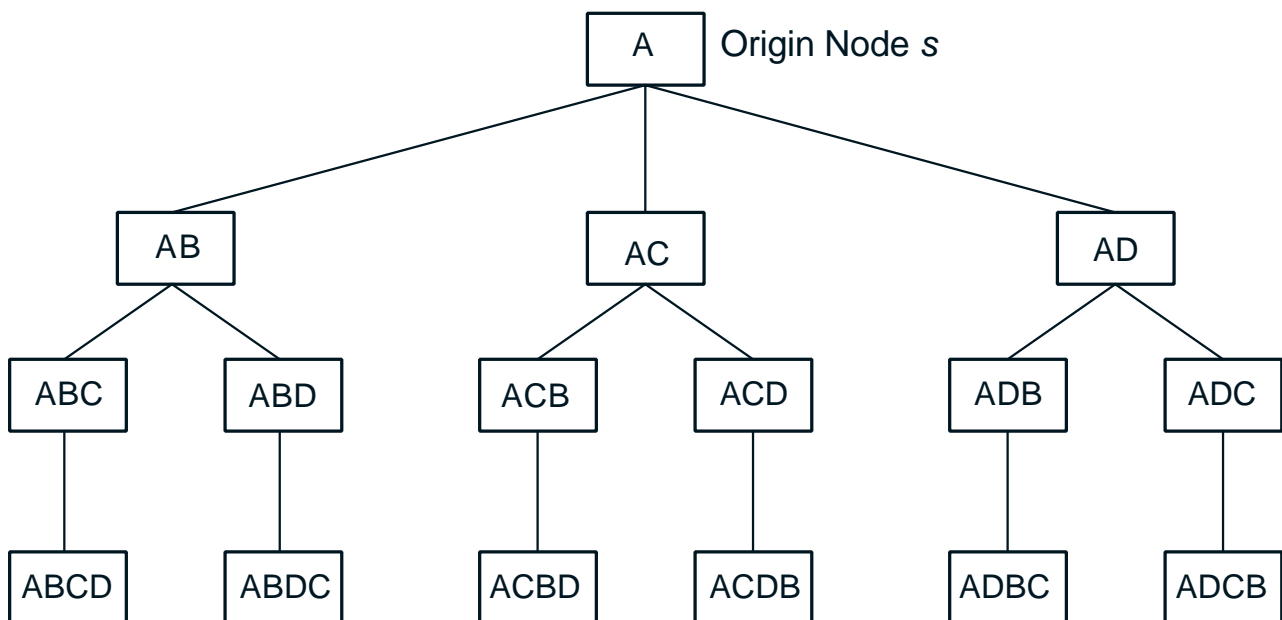 A Origin Node s
AB AC AD
ABC ABD ACB ACD ADB ADC
ABCD ABDC ACBD ACDB ADBC ADCB